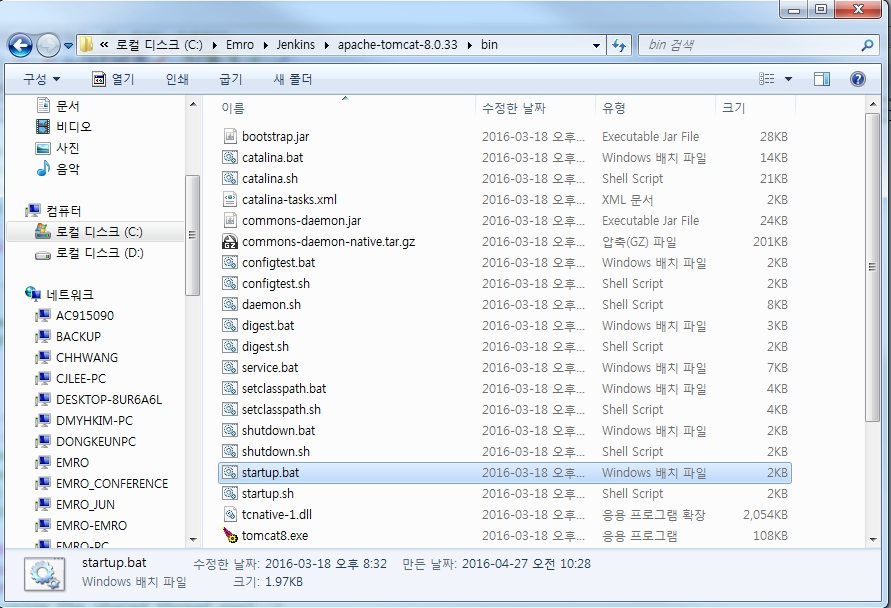 « 로컬 디스크 (C:) ▸ Emro ▸ Jenkins ▸ apache-tomcat-8.0.33 ▸ bin
bin 검색
구성 열기 인쇄 굽기 새 폴더
문서
비디오
사진
음악
컴퓨터
로컬 디스크 (C:)
로컬 디스크 (D:)
네트워크
AC915090
BACKUP
CHHWANG
CJLEE-PC
DESKTOP-8UR6A6L
DMYHKIM-PC
DONGKEUNPC
EMRO
EMRO_CONFERENCE
EMRO_JUN
EMRO-EMRO
EMRO-PC
이름 수정한 날짜 유형 크기
bootstrap.jar 2016-03-18 오후... Executable Jar File 28KB
catalina.bat 2016-03-18 오후... Windows 배치 파일 14KB
catalina.sh 2016-03-18 오후... Shell Script 21KB
catalina-tasks.xml 2016-03-18 오후... XML 문서 2KB
commons-daemon.jar 2016-03-18 오후... Executable Jar File 24KB
commons-daemon-native.tar.gz 2016-03-18 오후... 압축(GZ) 파일 201KB
configtest.bat 2016-03-18 오후... Windows 배치 파일 2KB
configtest.sh 2016-03-18 오후... Shell Script 2KB
daemon.sh 2016-03-18 오후... Shell Script 8KB
digest.bat 2016-03-18 오후... Windows 배치 파일 3KB
digest.sh 2016-03-18 오후... Shell Script 2KB
service.bat 2016-03-18 오후... Windows 배치 파일 7KB
setclasspath.bat 2016-03-18 오후... Windows 배치 파일 4KB
setclasspath.sh 2016-03-18 오후... Shell Script 4KB
shutdown.bat 2016-03-18 오후... Windows 배치 파일 2KB
shutdown.sh 2016-03-18 오후... Shell Script 2KB
startup.bat 2016-03-18 오후... Windows 배치 파일 2KB
startup.sh 2016-03-18 오후... Shell Script 2KB
tcnative-1.dll 2016-03-18 오후... 응용 프로그램 확장 2,054KB
tomcat8.exe 2016-03-18 오후... 응용 프로그램 108KB
startup.bat 수정한 날짜: 2016-03-18 오후 8:32 만든 날짜: 2016-04-27 오전 10:28
Windows 배치 파일 크기: 1.97KB